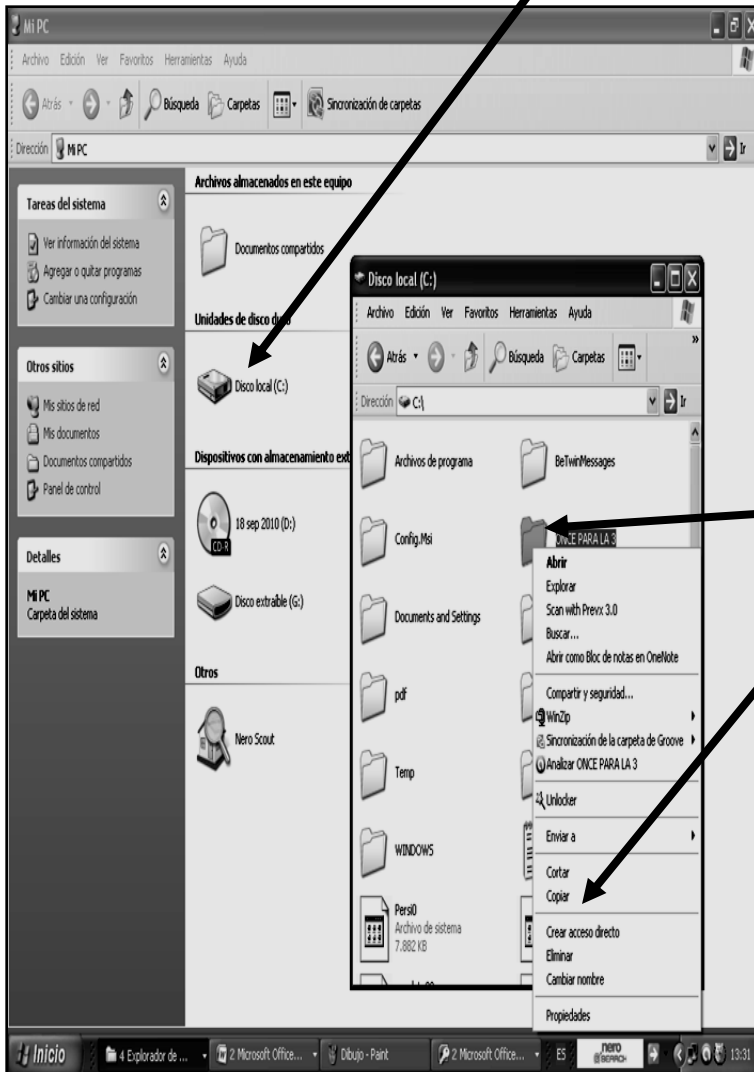 Mi PC
Archivo Edición Ver Favoritos Herramientas Ayuda
Atrás Búsqueda Carpetas Sincronización de carpetas
Dirección Mi PC Ir
Tareas del sistema
Ver información del sistema
Agregar o quitar programas
Cambiar una configuración
Otros sitios
Mis sitios de red
Mis documentos
Documentos compartidos
Panel de control
Detalles
Mi PC
Carpeta del sistema
Archivos almacenados en este equipo
Documentos compartidos
Unidades de disco duro
Disco local (C:)
Dispositivos con almacenamiento ext
18 sep 2010 (D:)
CD-R
Disco extraíble (G:)
Otros
Nero Scout
Disco local (C:)
Archivo Edición Ver Favoritos Herramientas Ayuda
Atrás Búsqueda Carpetas »
Dirección C:\ Ir
Archivos de programa
BeTwinMessages
Config.Msi
ONCE PARA LA 3
Documents and Settings
pdf
Temp
WINDOWS
Persi0
Archivo de sistema
7.882 KB
Abrir
Explorar
Scan with Prevx 3.0
Buscar...
Abrir como Bloc de notas en OneNote
Compartir y seguridad...
WinZip
Sincronización de la carpeta de Groove
Analizar ONCE PARA LA 3
Unlocker
Enviar a
Cortar
Copiar
Crear acceso directo
Eliminar
Cambiar nombre
Propiedades
Inicio 4 Explorador de ... 2 Microsoft Office... Dibujo - Paint 2 Microsoft Office... ES nero SEARCH 13:31